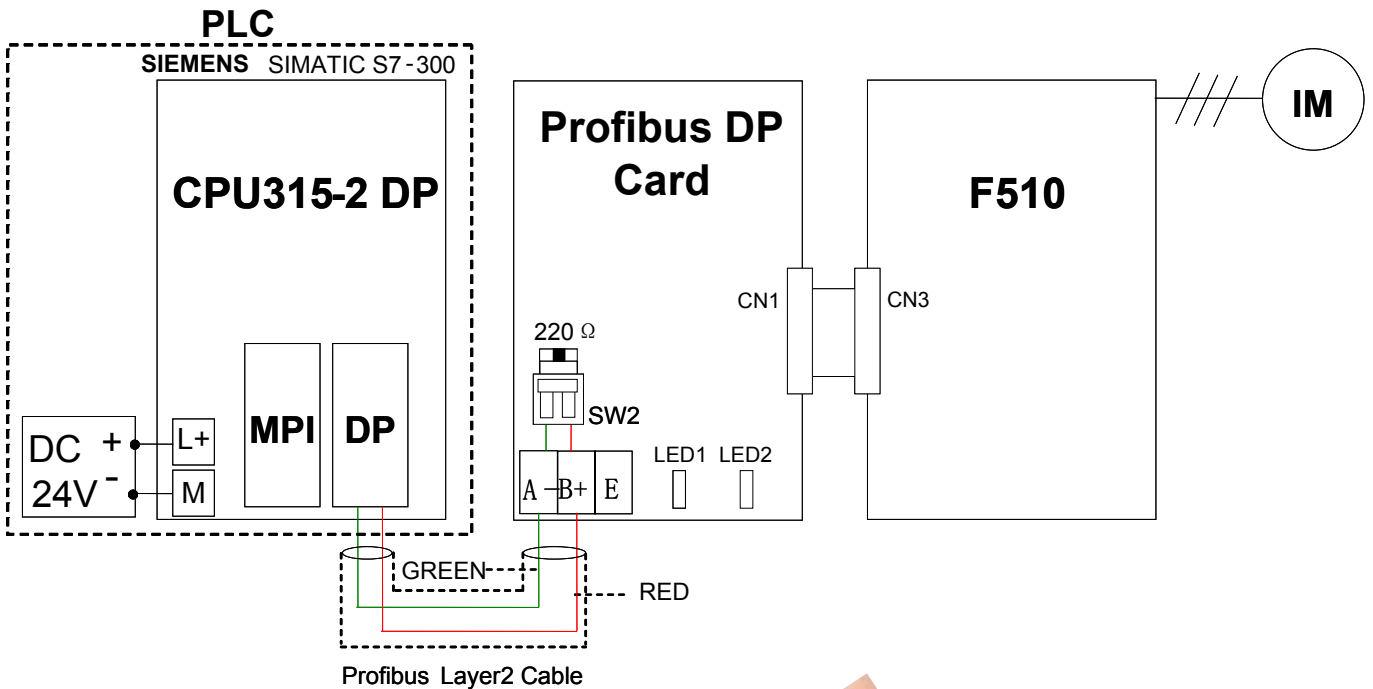 PLC
SIEMENS SIMATIC S7-300
CPU315-2 DP
MPI
DP
DC +
24V -
L+
M
Profibus DP
Card
220 Ω
SW2
A -
B+
E
LED1 LED2
CN1
CN3
F510
IM
GREEN
RED
Profibus Layer2 Cable